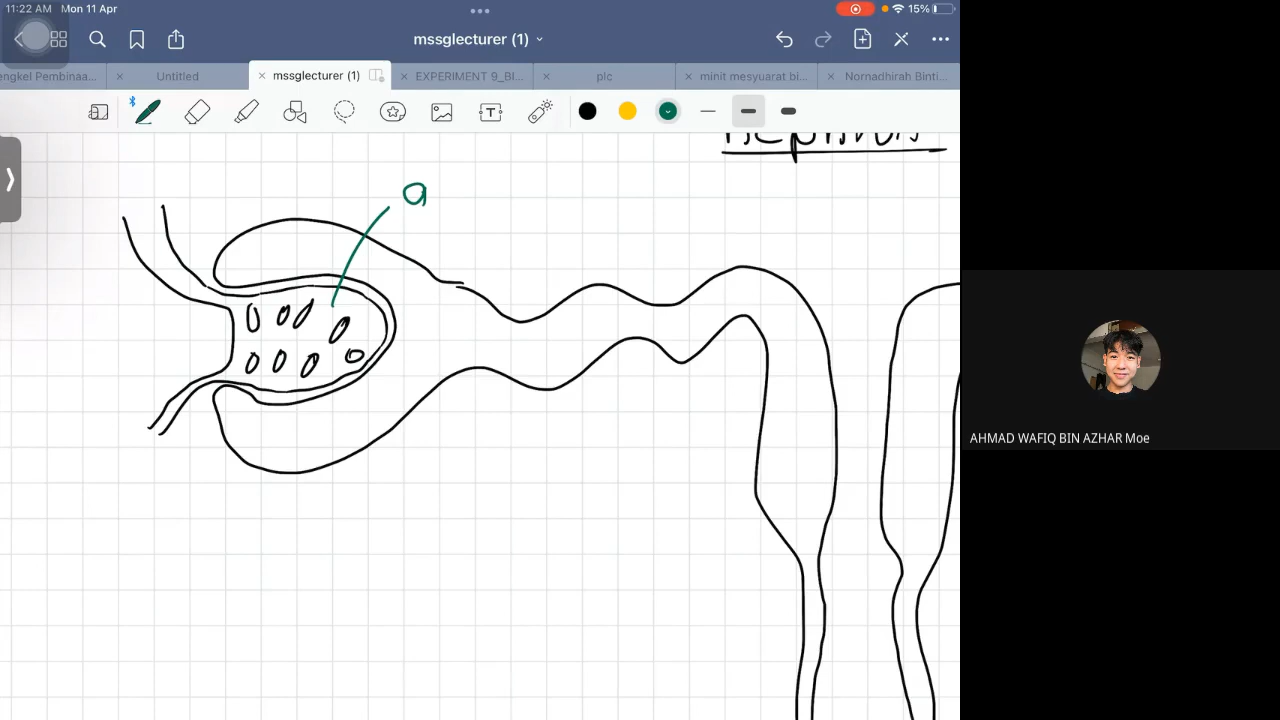 11:22 AM Mon 11 Apr
15%
mssglecturer (1)
engkel Pembinaa...
Untitled
mssglecturer (1)
EXPERIMENT 9_BI...
plc
minit mesyuarat bi...
Nornadhirah Binti...
T
a
AHMAD WAFIQ BIN AZHAR Moe